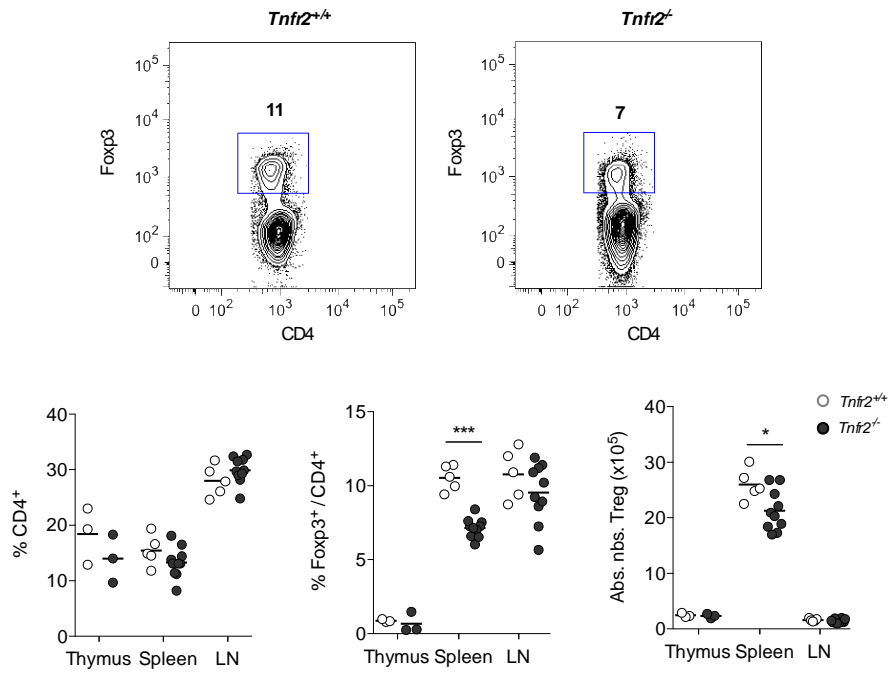 Tnfr2+/+
Tnfr2-/-
11
7
Foxp3
10^5
10^4
10^3
10^2
0
0 10^2 10^3 10^4 10^5
CD4
Foxp3
10^5
10^4
10^3
10^2
0
0 10^2 10^3 10^4 10^5
CD4
% CD4+
40
30
20
10
0
Thymus Spleen LN
% Foxp3+ / CD4+
15
10
5
0
***
Thymus Spleen LN
Abs. nbs. Treg (x10^5)
40
30
20
10
0
*
Thymus Spleen LN
Tnfr2+/+
Tnfr2-/-